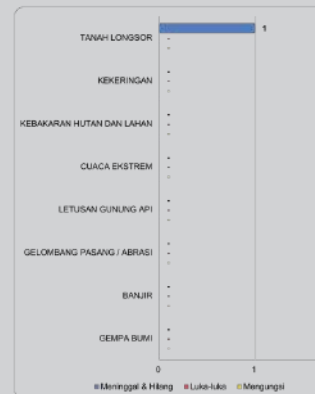 TANAH LONGSOR
1
-
-
KEKERINGAN
-
-
-
KEBAKARAN HUTAN DAN LAHAN
-
-
-
CUACA EKSTREM
-
-
-
LETUSAN GUNUNG API
-
-
-
GELOMBANG PASANG / ABRASI
-
-
-
BANJIR
-
-
-
GEMPA BUMI
-
-
-
0 1
Meninggal & Hilang Luka-luka Mengungsi